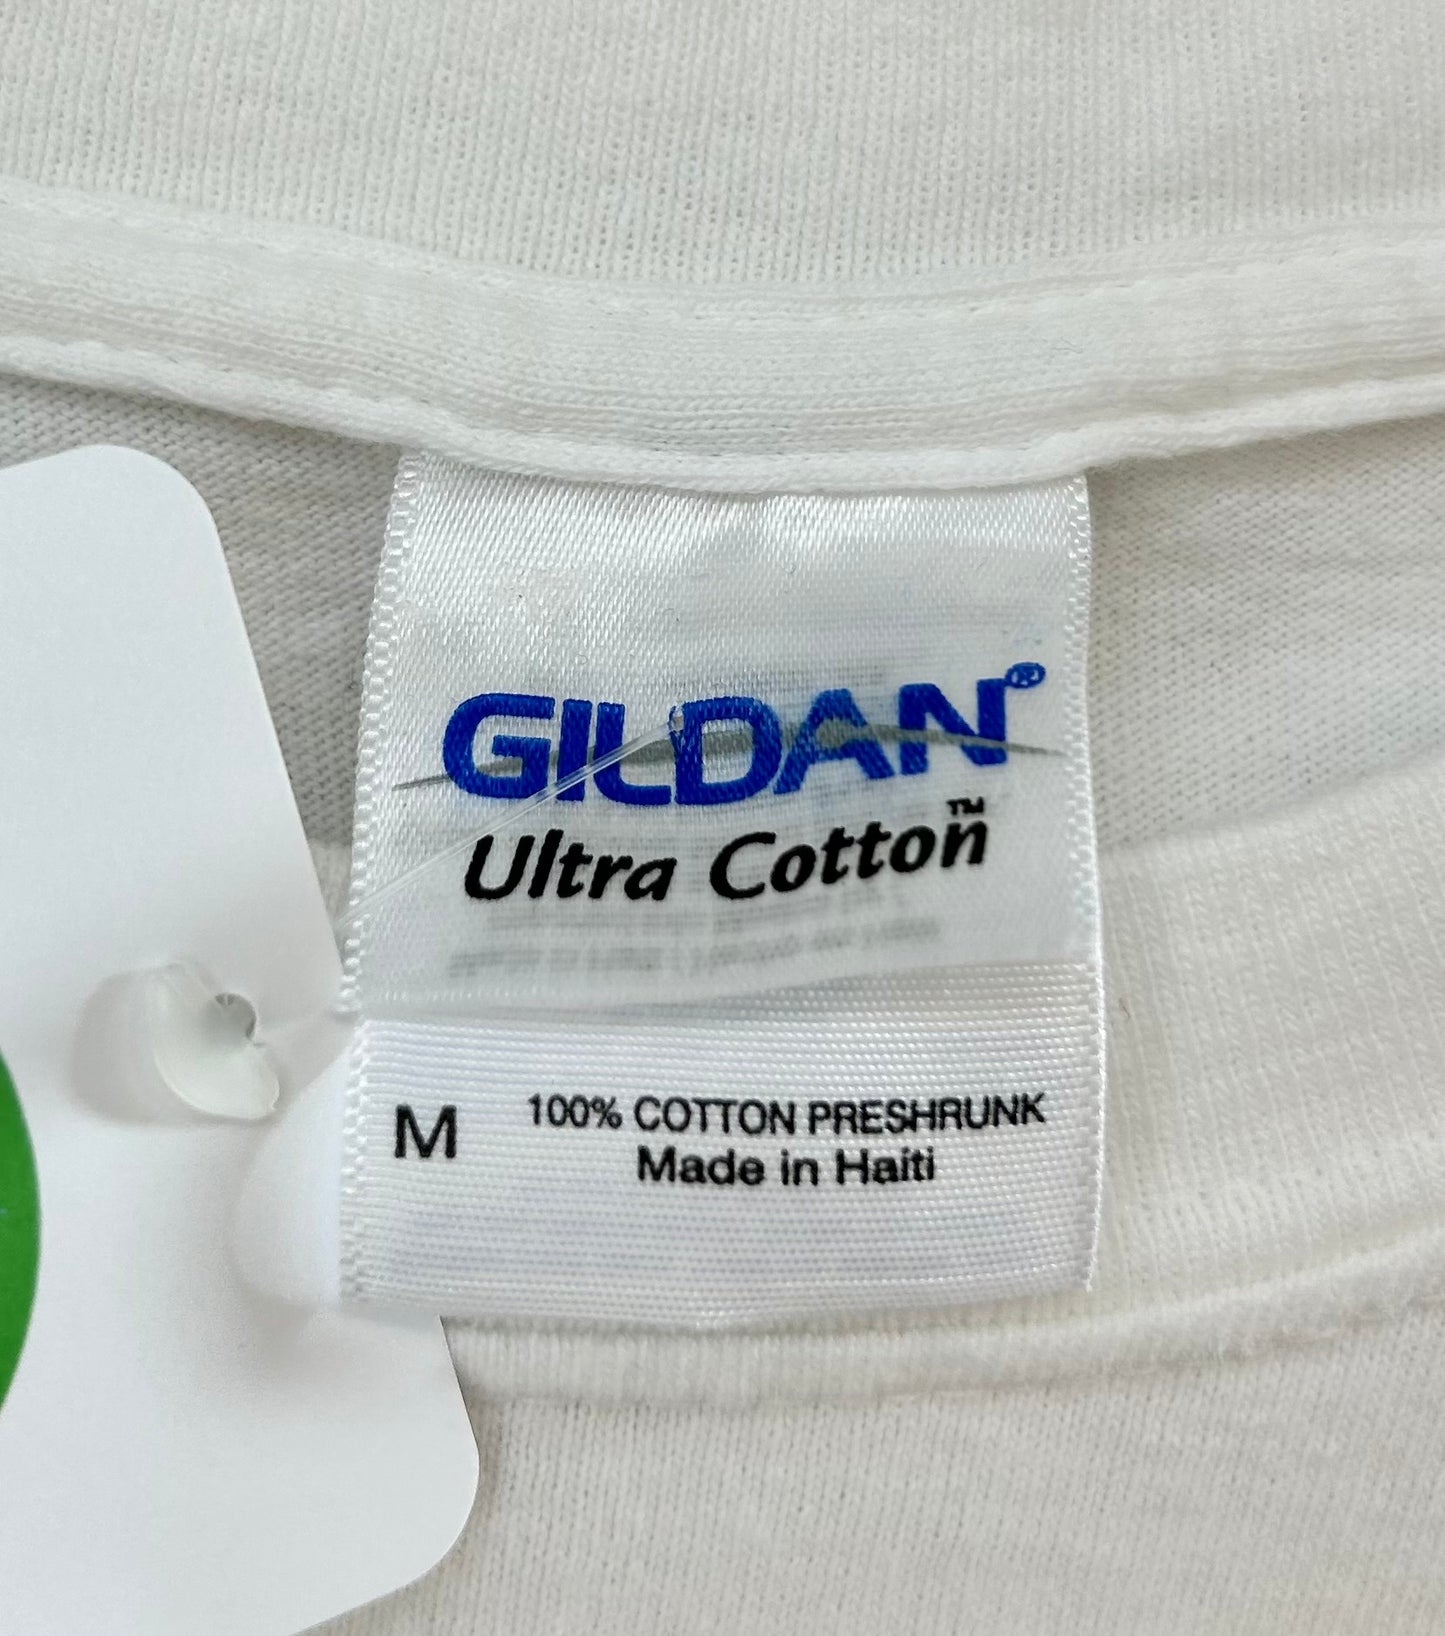 GILDAN®
Ultra Cotton™
M 100% COTTON PRESHRUNK
Made in Haiti